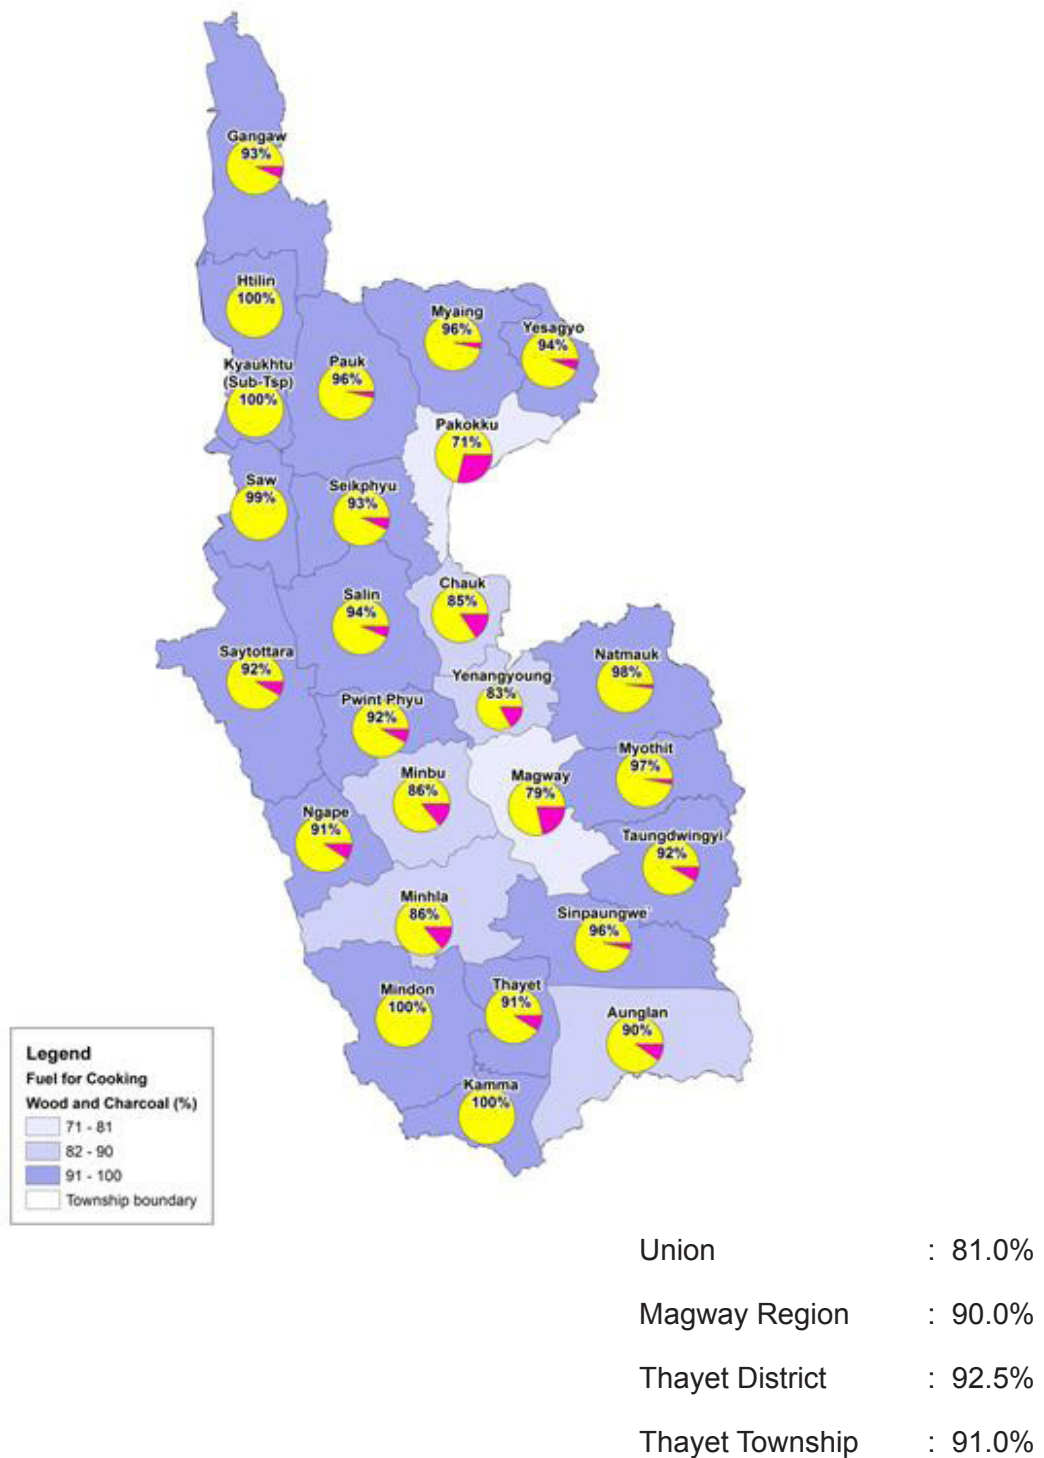 Gangaw
93%
Htilin
100%
Myaing
96%
Yesagyo
94%
Kyaukhtu
(Sub-Tsp)
100%
Pauk
96%
Pakokku
71%
Saw
99%
Seikphyu
93%
Chauk
85%
Salin
94%
Saytottara
92%
Yenangyoung
83%
Natmauk
98%
Pwint Phyu
92%
Myothit
97%
Minbu
86%
Magway
79%
Ngape
91%
Taungdwingyi
92%
Minhla
86%
Sinpaungwe'
96%
Mindon
100%
Thayet
91%
Aunglan
90%
Kamma
100%
Legend
Fuel for Cooking
Wood and Charcoal (%)
71 - 81
82 - 90
91 - 100
Township boundary
Union : 81.0%
Magway Region : 90.0%
Thayet District : 92.5%
Thayet Township : 91.0%